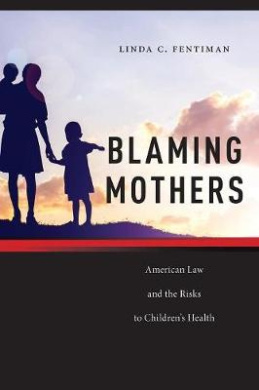 LINDA C. FENTIMAN
BLAMING
MOTHERS
American Law
and the Risks
to Children's Health